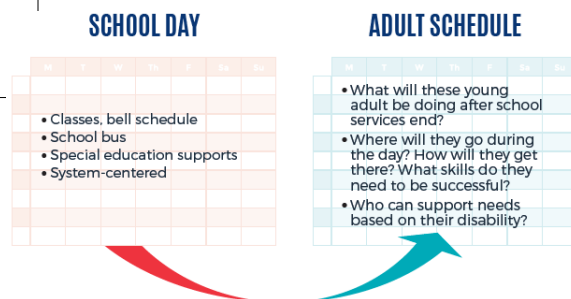 SCHOOL DAY
M T W Th F Sa Su
• Classes, bell schedule
• School bus
• Special education supports
• System-centered
ADULT SCHEDULE
M T W Th F Sa Su
• What will these young
adult be doing after school
services end?
• Where will they go during
the day? How will they get
there? What skills do they
need to be successful?
• Who can support needs
based on their disability?